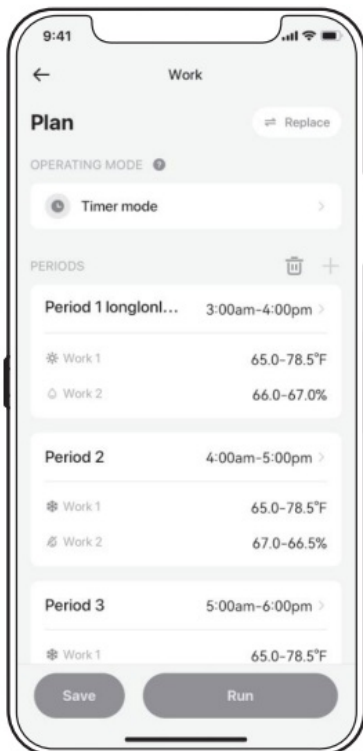 9:41
Work
Plan
Replace
OPERATING MODE ?
Timer mode
PERIODS
Period 1 longlonl... 3:00am-4:00pm
Work 1 65.0-78.5°F
Work 2 66.0-67.0%
Period 2 4:00am-5:00pm
Work 1 65.0-78.5°F
Work 2 67.0-66.5%
Period 3 5:00am-6:00pm
Work 1 65.0-78.5°F
Save Run